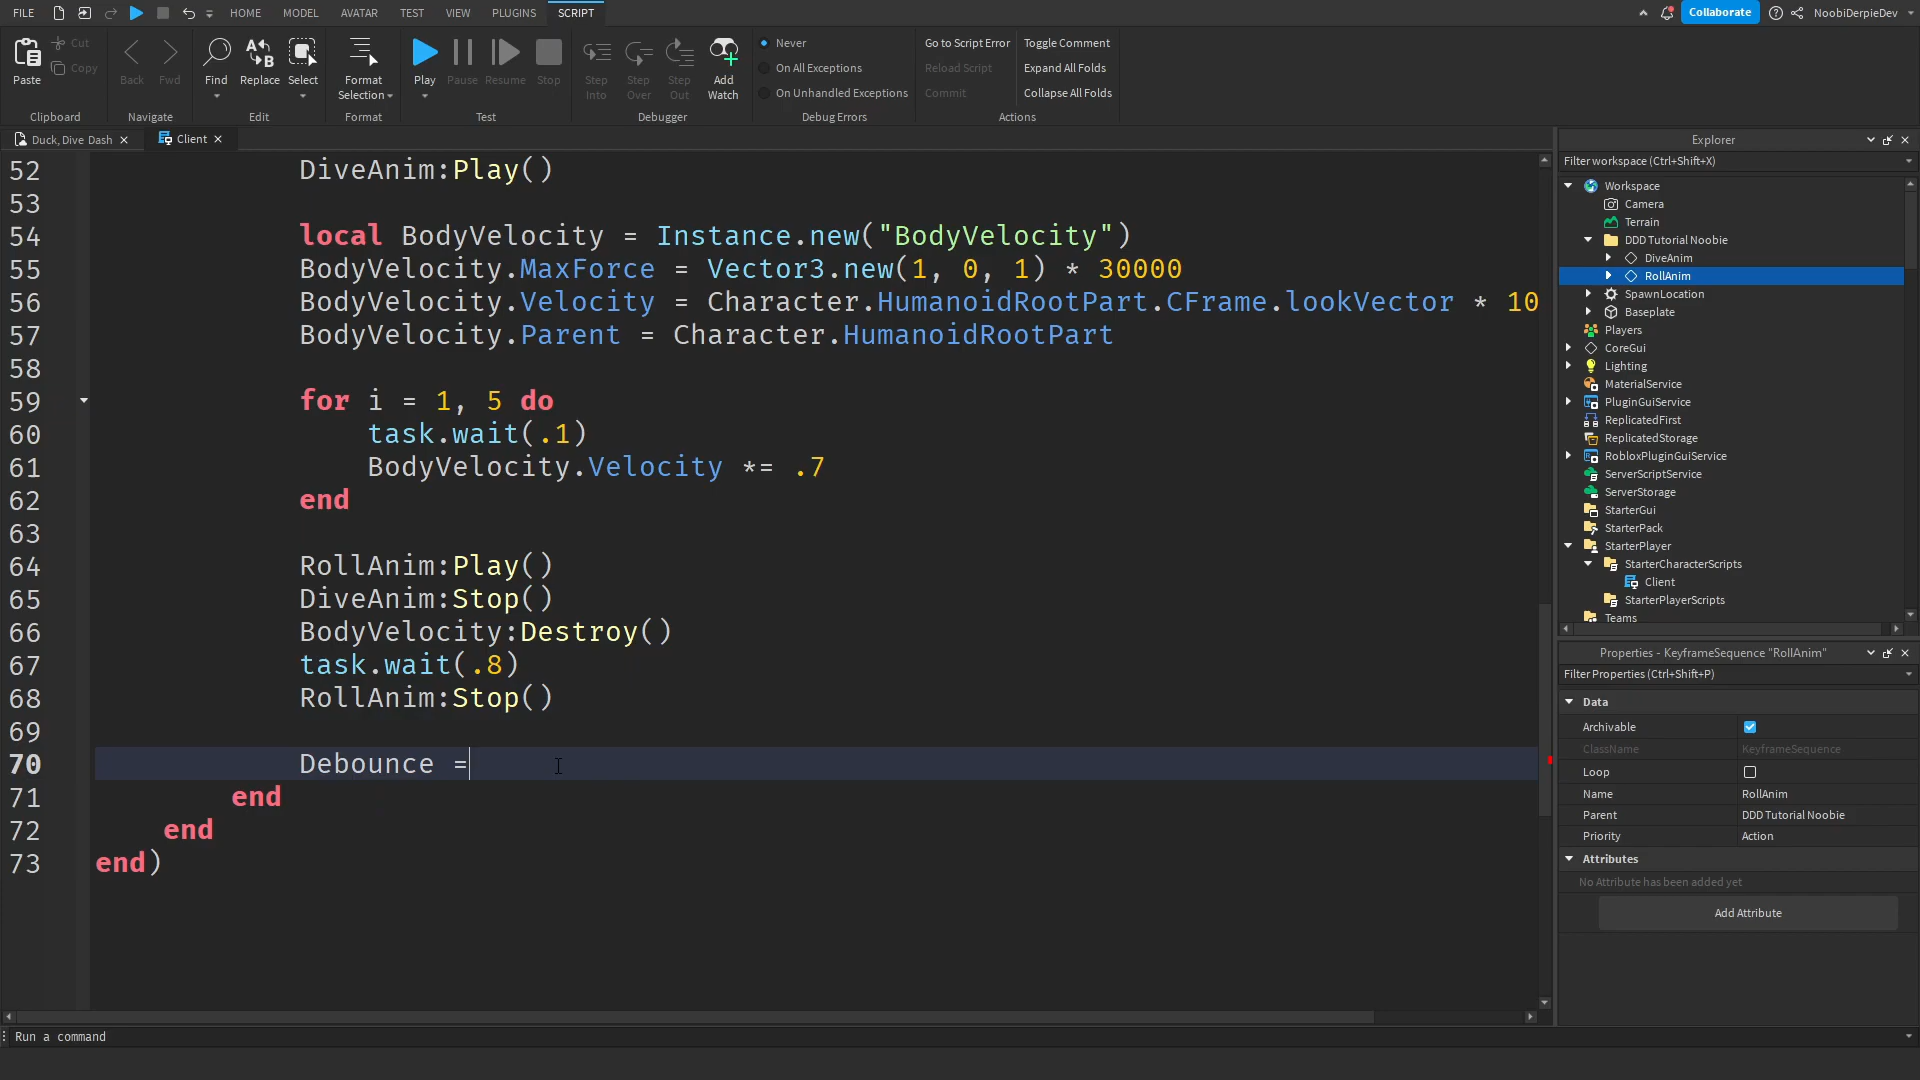 FILE HOME MODEL AVATAR TEST VIEW PLUGINS SCRIPT Collaborate NoobiDerpieDev
Paste Cut Copy
Back Fwd
Find Replace Select
Format Selection
Play Pause Resume Stop
Step Into Step Over Step Out Add Watch
Never
On All Exceptions
On Unhandled Exceptions
Go to Script Error
Reload Script
Commit
Toggle Comment
Expand All Folds
Collapse All Folds
Clipboard Navigate Edit Format Test Debugger Debug Errors Actions
Duck, Dive Dash Client
52 DiveAnim:Play()
53
54 local BodyVelocity = Instance.new("BodyVelocity")
55 BodyVelocity.MaxForce = Vector3.new(1, 0, 1) * 30000
56 BodyVelocity.Velocity = Character.HumanoidRootPart.CFrame.lookVector * 10
57 BodyVelocity.Parent = Character.HumanoidRootPart
58
59 for i = 1, 5 do
60 task.wait(.1)
61 BodyVelocity.Velocity *= .7
62 end
63
64 RollAnim:Play()
65 DiveAnim:Stop()
66 BodyVelocity:Destroy()
67 task.wait(.8)
68 RollAnim:Stop()
69
70 Debounce =
71 end
72 end
73 end)
Run a command
Explorer
Filter workspace (Ctrl+Shift+X)
Workspace
Camera
Terrain
DDD Tutorial Noobie
DiveAnim
RollAnim
SpawnLocation
Baseplate
Players
CoreGui
Lighting
MaterialService
PluginGuiService
ReplicatedFirst
ReplicatedStorage
RobloxPluginGuiService
ServerScriptService
ServerStorage
StarterGui
StarterPack
StarterPlayer
StarterCharacterScripts
Client
StarterPlayerScripts
Teams
Properties - KeyframeSequence "RollAnim"
Filter Properties (Ctrl+Shift+P)
Data
Archivable
ClassName KeyframeSequence
Loop
Name RollAnim
Parent DDD Tutorial Noobie
Priority Action
Attributes
No Attribute has been added yet
Add Attribute